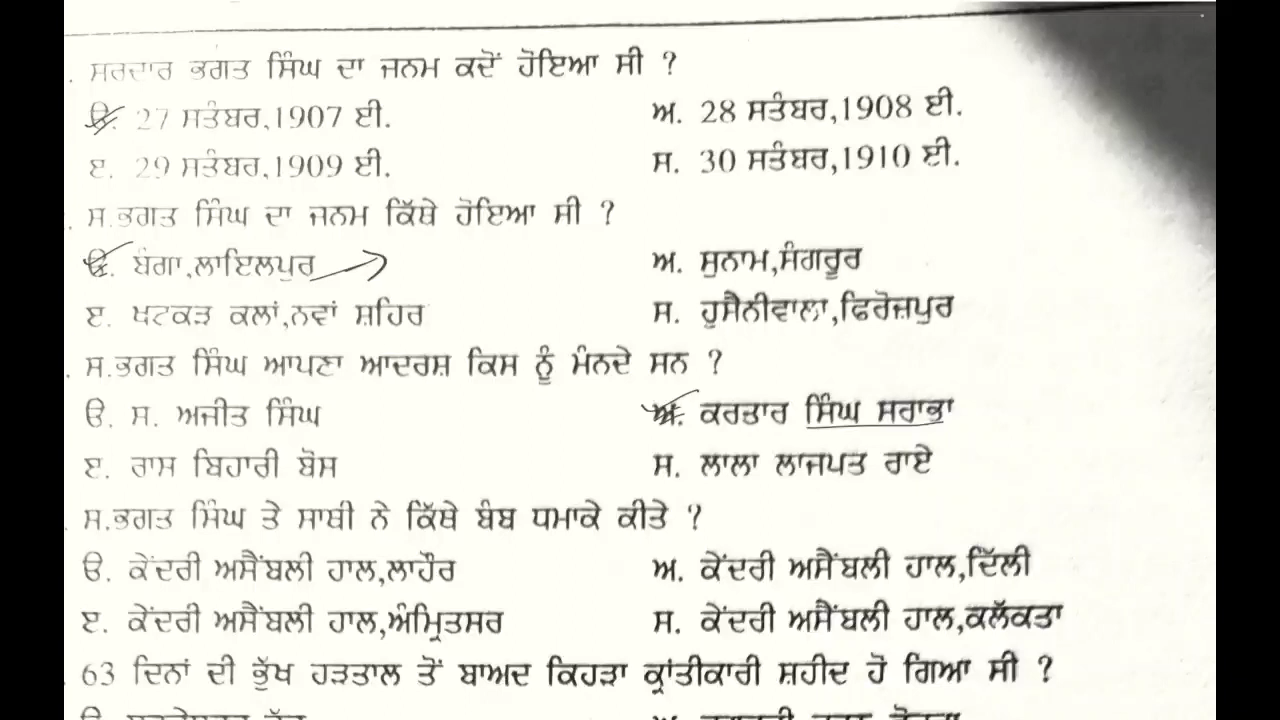 . ਸਰਦਾਰ ਭਗਤ ਸਿੰਘ ਦਾ ਜਨਮ ਕਦੋਂ ਹੋਇਆ ਸੀ ?
ੳ. 27 ਸਤੰਬਰ,1907 ਈ. ਅ. 28 ਸਤੰਬਰ,1908 ਈ.
ੲ. 29 ਸਤੰਬਰ,1909 ਈ. ਸ. 30 ਸਤੰਬਰ,1910 ਈ.
. ਸ.ਭਗਤ ਸਿੰਘ ਦਾ ਜਨਮ ਕਿੱਥੇ ਹੋਇਆ ਸੀ ?
ੳ. ਬੰਗਾ,ਲਾਇਲਪੁਰ ਅ. ਸੁਨਾਮ,ਸੰਗਰੂਰ
ੲ. ਖਟਕੜ ਕਲਾਂ,ਨਵਾਂ ਸ਼ਹਿਰ ਸ. ਹੁਸੈਨੀਵਾਲਾ,ਫਿਰੋਜ਼ਪੁਰ
. ਸ.ਭਗਤ ਸਿੰਘ ਆਪਣਾ ਆਦਰਸ਼ ਕਿਸ ਨੂੰ ਮੰਨਦੇ ਸਨ ?
ੳ. ਸ. ਅਜੀਤ ਸਿੰਘ ਅ. ਕਰਤਾਰ ਸਿੰਘ ਸਰਾਭਾ
ੲ. ਰਾਸ ਬਿਹਾਰੀ ਬੋਸ ਸ. ਲਾਲਾ ਲਾਜਪਤ ਰਾਏ
. ਸ.ਭਗਤ ਸਿੰਘ ਤੇ ਸਾਥੀ ਨੇ ਕਿੱਥੇ ਬੰਬ ਧਮਾਕੇ ਕੀਤੇ ?
ੳ. ਕੇਂਦਰੀ ਅਸੈਂਬਲੀ ਹਾਲ,ਲਾਹੌਰ ਅ. ਕੇਂਦਰੀ ਅਸੈਂਬਲੀ ਹਾਲ,ਦਿੱਲੀ
ੲ. ਕੇਂਦਰੀ ਅਸੈਂਬਲੀ ਹਾਲ,ਅੰਮ੍ਰਿਤਸਰ ਸ. ਕੇਂਦਰੀ ਅਸੈਂਬਲੀ ਹਾਲ,ਕਲੱਕਤਾ
. 63 ਦਿਨਾਂ ਦੀ ਭੁੱਖ ਹੜਤਾਲ ਤੋਂ ਬਾਅਦ ਕਿਹੜਾ ਕ੍ਰਾਂਤੀਕਾਰੀ ਸ਼ਹੀਦ ਹੋ ਗਿਆ ਸੀ ?